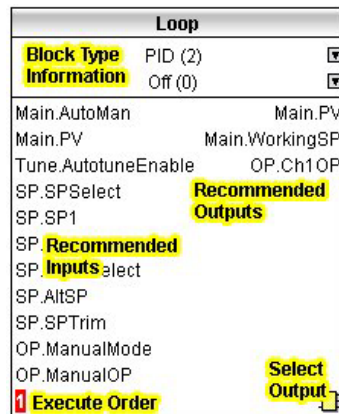 Loop
Block Type Information
PID (2)
Off (0)
Main.AutoMan
Main.PV
Main.PV
Main.WorkingSP
Tune.AutotuneEnable
OP.Ch1OP
SP.SPSelect
Recommended Outputs
SP.SP1
SP.
Recommended Inputs
SP. elect
SP.AltSP
SP.SPTrim
OP.ManualMode
OP.ManualOP
Select Output
1 Execute Order